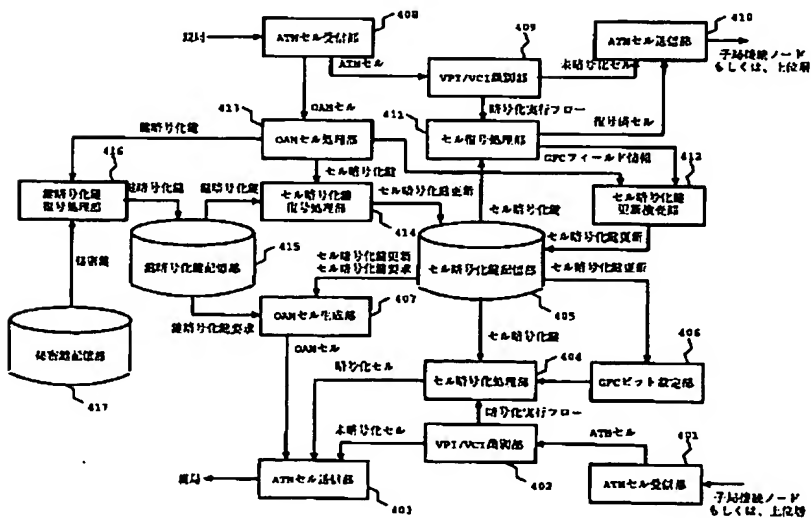 408
ATMセル受信部
親局
ATMセル
OAMセル
409
VPI/VCI識別部
未暗号化セル
410
ATMセル送信部
子局接続ノード
もしくは、上位層
暗号化実行フロー
復号済セル
413
OAMセル処理部
411
セル復号処理部
GFCフィールド情報
412
セル暗号化鍵
更新検査部
416
鍵暗号化鍵
復号処理部
鍵暗号化鍵
鍵暗号化鍵
鍵暗号化鍵
セル暗号化鍵
セル暗号化鍵
復号処理部
414
セル暗号化鍵更新
セル暗号化鍵
セル暗号化鍵更新
セル暗号化鍵更新
秘密鍵
鍵暗号化鍵記憶部
415
セル暗号化鍵更新
セル暗号化鍵要求
セル暗号化鍵記憶部
405
407
OAMセル生成部
鍵暗号化鍵要求
OAMセル
秘密鍵記憶部
417
セル暗号化鍵
404
セル暗号化処理部
暗号化セル
406
GFCビット設定部
暗号化実行フロー
未暗号化セル
VPI/VCI識別部
402
ATMセル
401
ATMセル受信部
親局
ATMセル送信部
403
子局接続ノード
もしくは、上位層